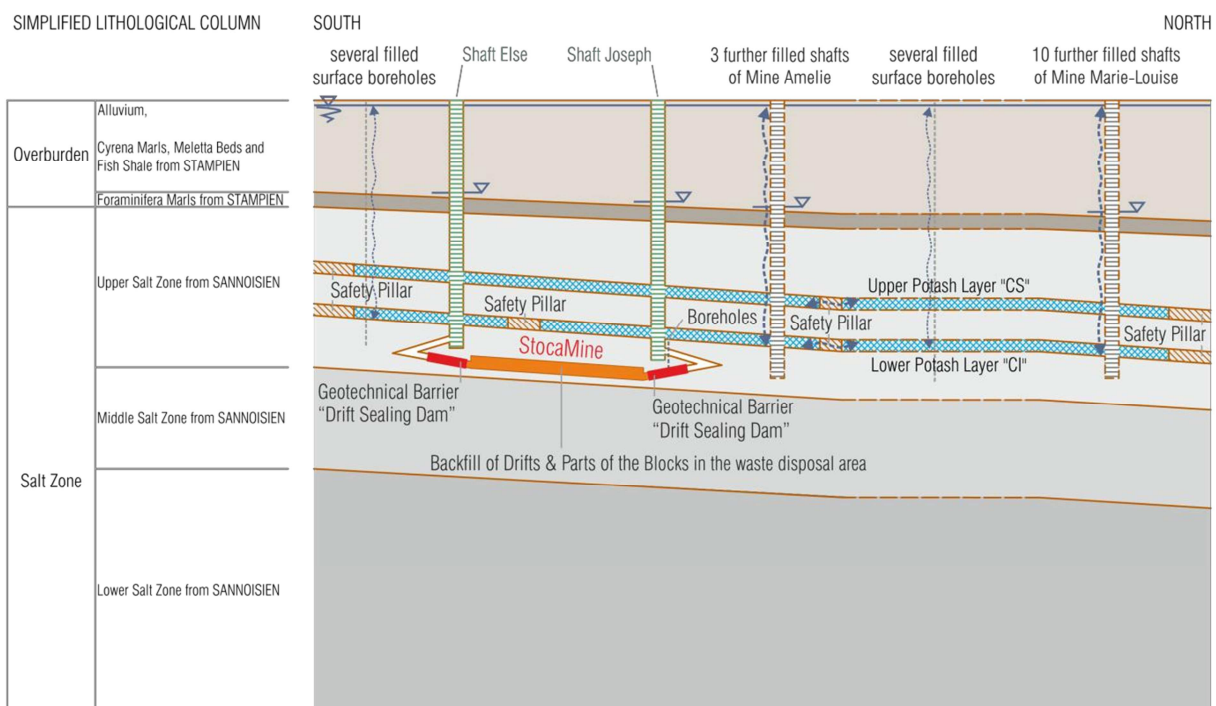 SIMPLIFIED LITHOLOGICAL COLUMN
SOUTH
NORTH
several filled
surface boreholes
Shaft Else
Shaft Joseph
3 further filled shafts
of Mine Amelie
several filled
surface boreholes
10 further filled shafts
of Mine Marie-Louise
Overburden
Alluvium,
Cyrena Marls, Meletta Beds and
Fish Shale from STAMPIEN
Foraminifera Marls from STAMPIEN
Salt Zone
Upper Salt Zone from SANNOISIEN
Middle Salt Zone from SANNOISIEN
Lower Salt Zone from SANNOISIEN
Safety Pillar
Safety Pillar
Boreholes
Safety Pillar
Upper Potash Layer "CS"
Safety Pillar
StocaMine
Lower Potash Layer "CI"
Geotechnical Barrier
“Drift Sealing Dam”
Geotechnical Barrier
“Drift Sealing Dam”
Backfill of Drifts & Parts of the Blocks in the waste disposal area